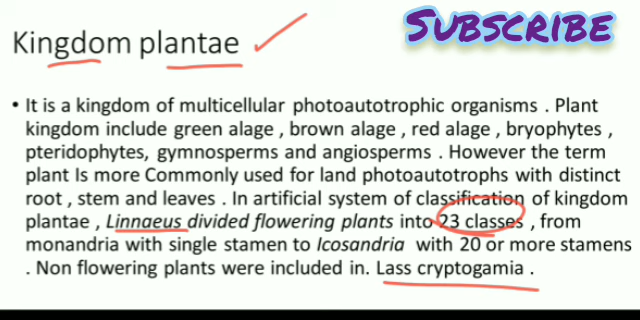 SUBSCRIBE
Kingdom plantae
• It is a kingdom of multicellular photoautotrophic organisms . Plant
kingdom include green alage , brown alage , red alage , bryophytes ,
pteridophytes, gymnosperms and angiosperms . However the term
plant Is more Commonly used for land photoautotrophs with distinct
root , stem and leaves . In artificial system of classification of kingdom
plantae , Linnaeus divided flowering plants into 23 classes , from
monandria with single stamen to Icosandria with 20 or more stamens
. Non flowering plants were included in. Lass cryptogamia .